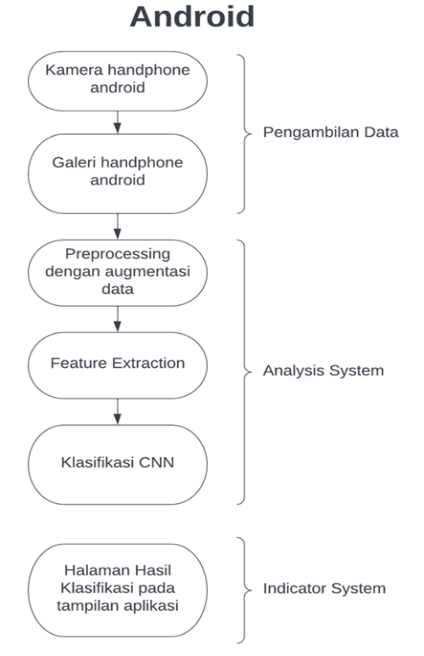 Android
Kamera handphone
android
Pengambilan Data
Galeri handphone
android
Preprocessing
dengan augmentasi
data
Feature Extraction
Analysis System
Klasifikasi CNN
Halaman Hasil
Klasifikasi pada
tampilan aplikasi
Indicator System